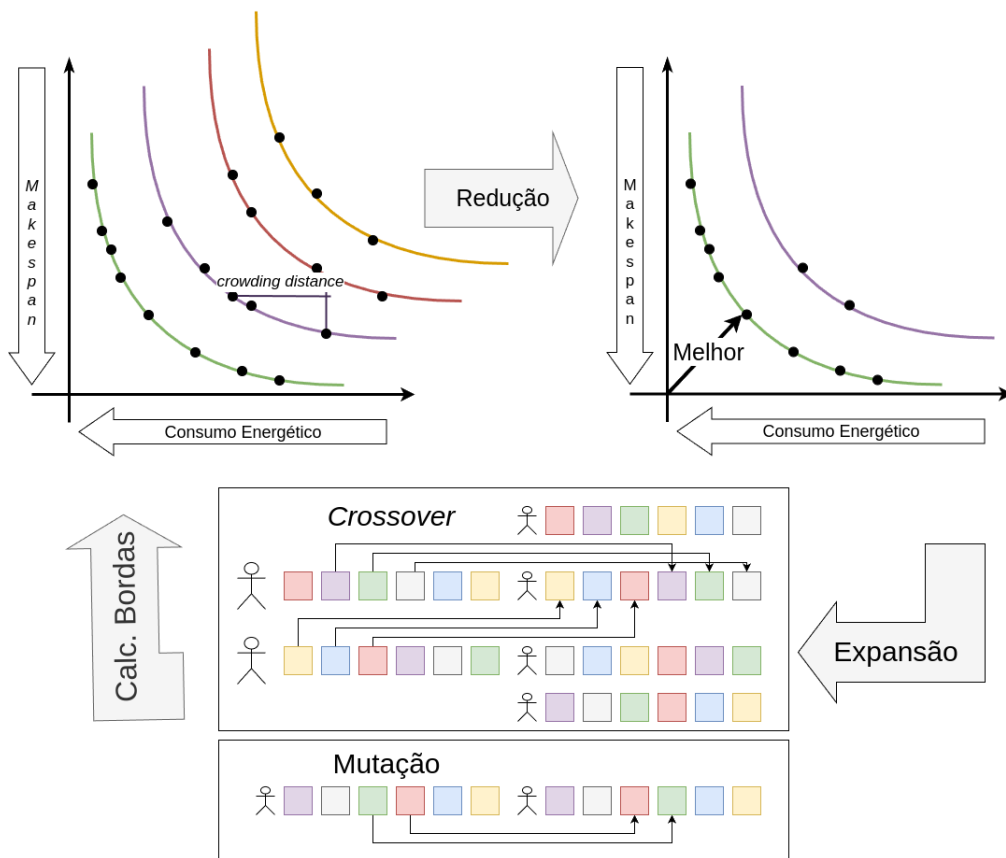 Makespan
crowding distance
Consumo Energético
Redução
Makespan
Melhor
Consumo Energético
Calc. Bordas
Crossover
Expansão
Mutação